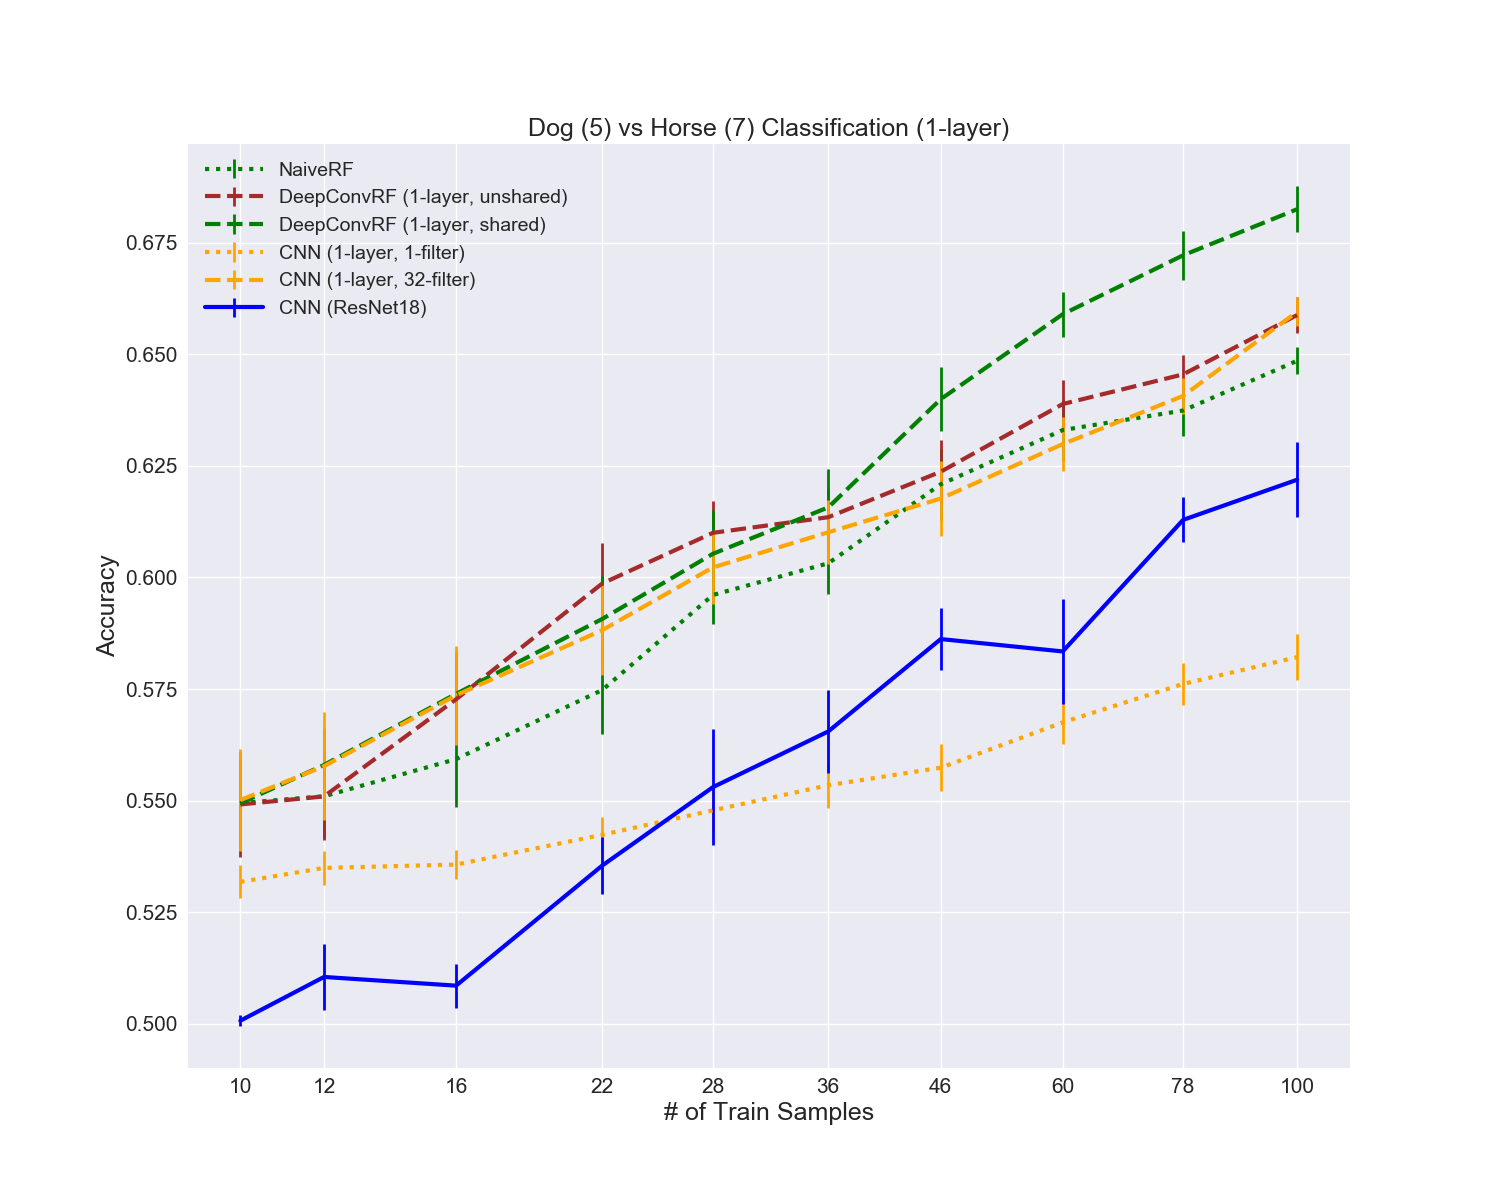 Dog (5) vs Horse (7) Classification (1-layer)
NaiveRF
DeepConvRF (1-layer, unshared)
DeepConvRF (1-layer, shared)
CNN (1-layer, 1-filter)
CNN (1-layer, 32-filter)
CNN (ResNet18)
0.675
0.650
0.625
0.600
0.575
0.550
0.525
0.500
Accuracy
10 12 16 22 28 36 46 60 78 100
# of Train Samples